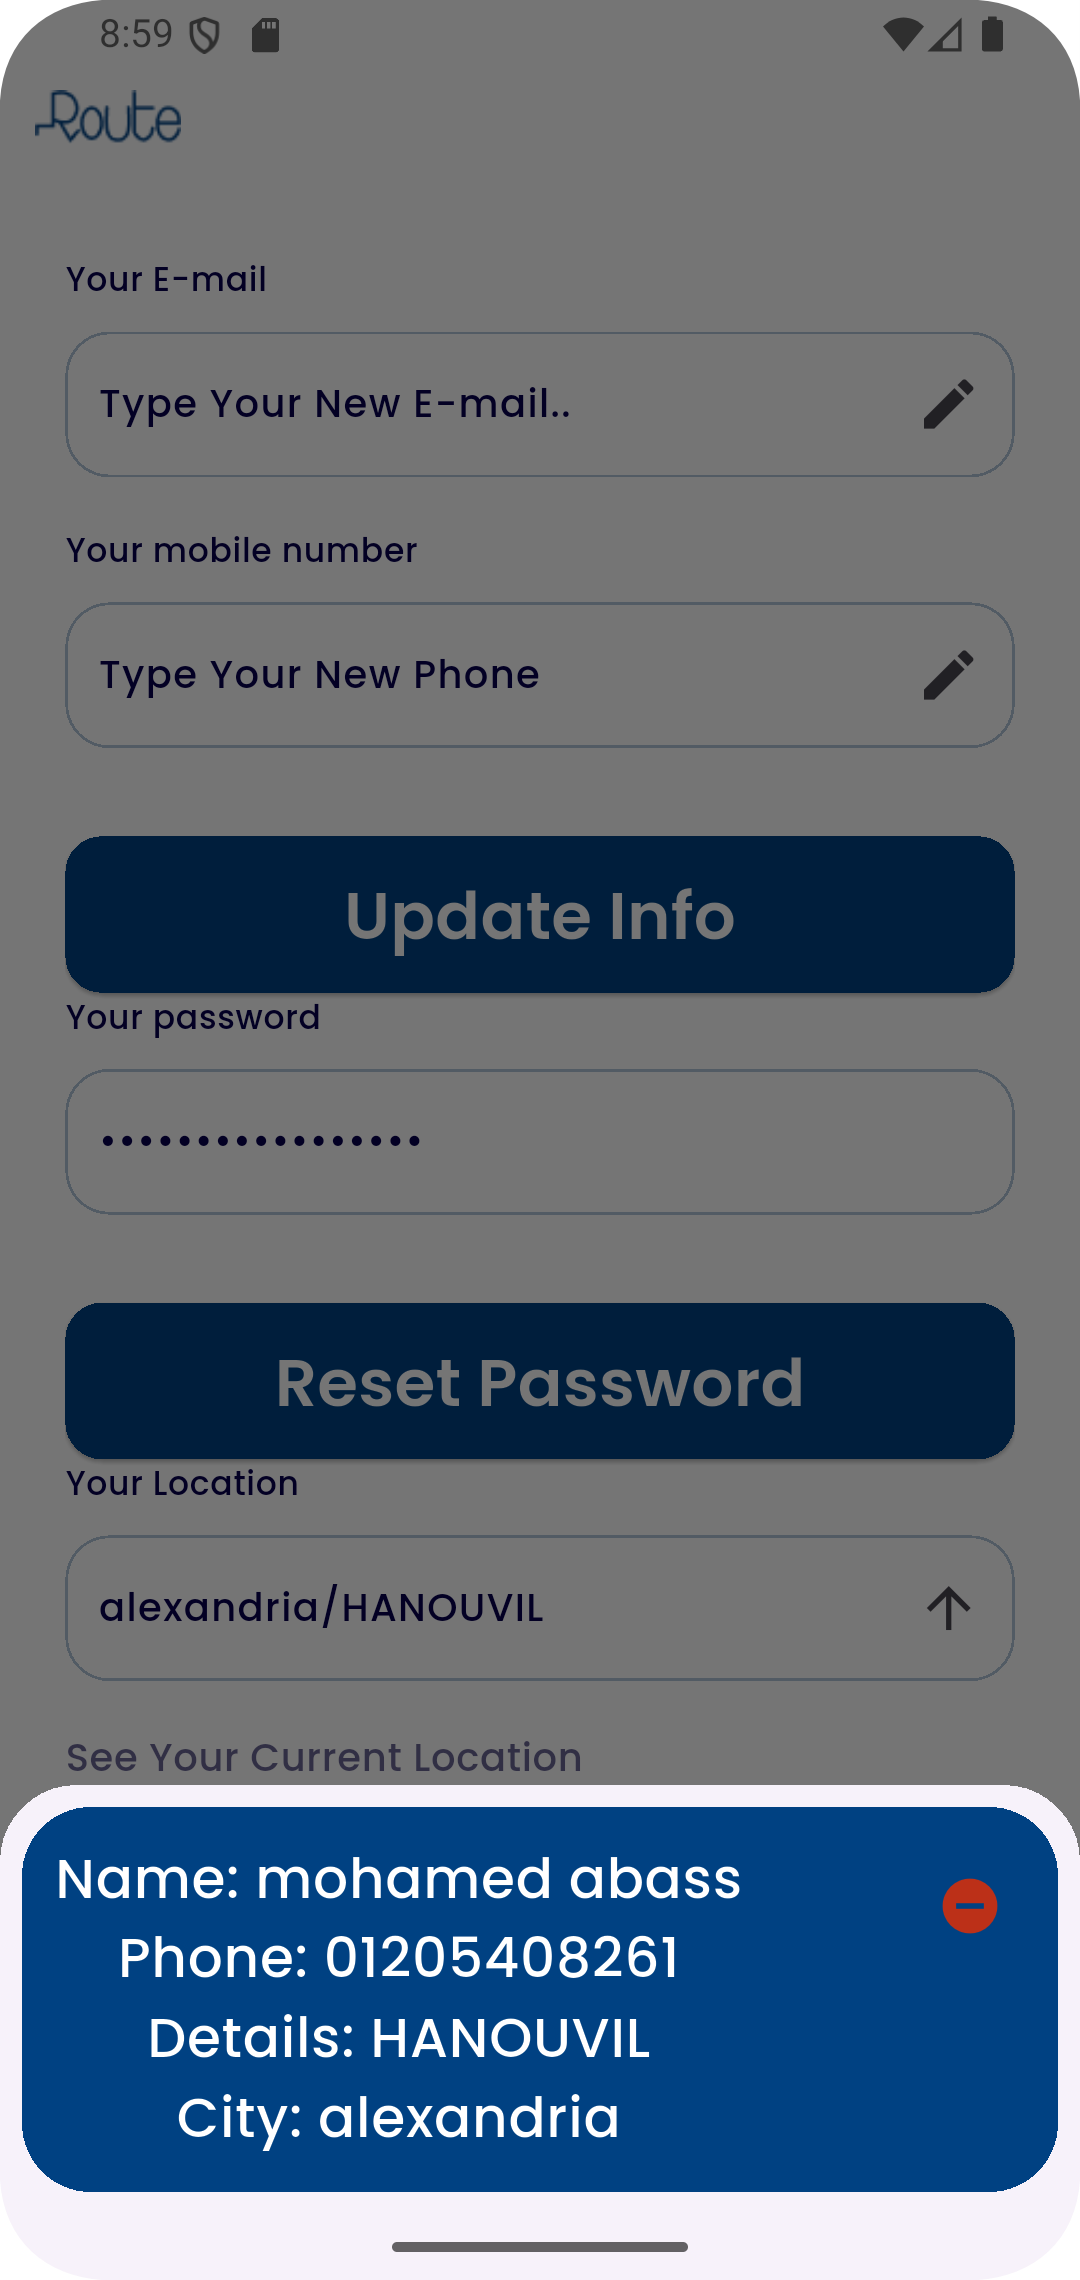 8:59
Route
Your E-mail
Type Your New E-mail..
Your mobile number
Type Your New Phone
Update Info
Your password
•••••••••••••••••
Reset Password
Your Location
alexandria/HANOUVIL
See Your Current Location
Name: mohamed abass
Phone: 01205408261
Details: HANOUVIL
City: alexandria